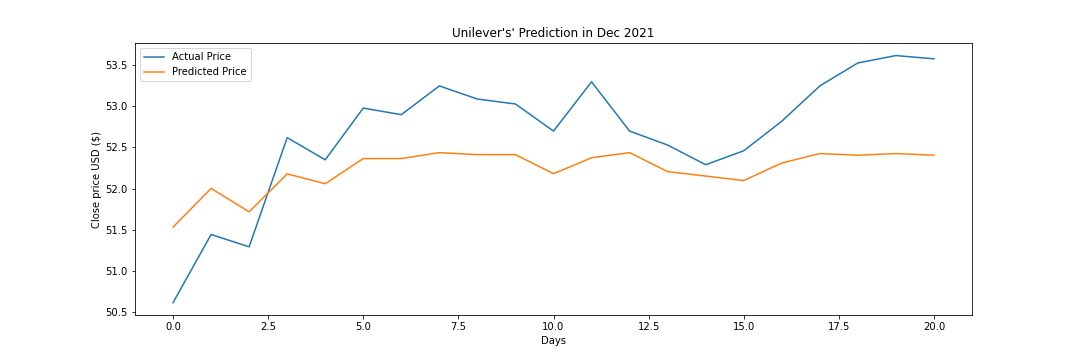 Unilever's' Prediction in Dec 2021
Actual Price
Predicted Price
Close price USD ($)
53.5
53.0
52.5
52.0
51.5
51.0
50.5
0.0 2.5 5.0 7.5 10.0 12.5 15.0 17.5 20.0
Days